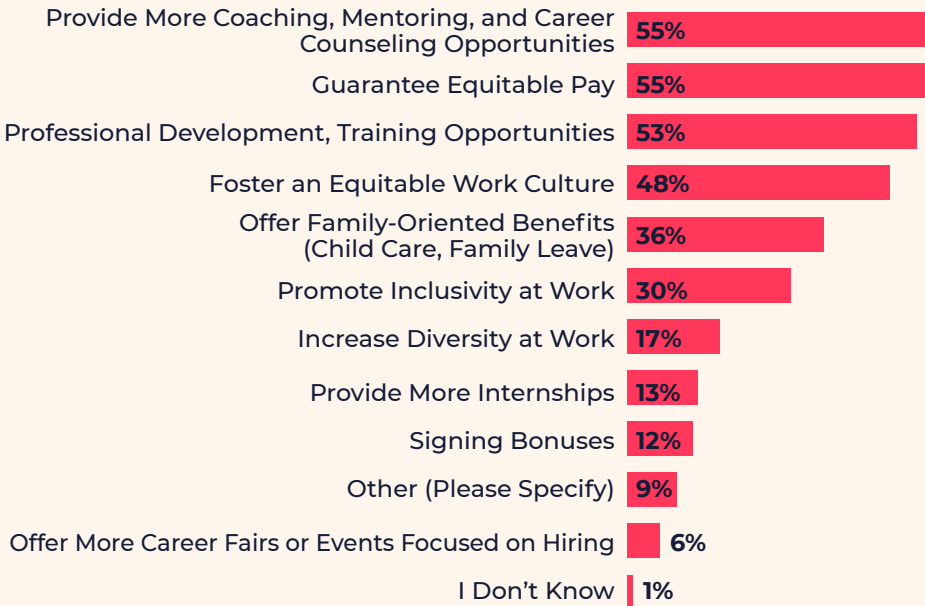 Provide More Coaching, Mentoring, and Career
Counseling Opportunities
55%
Guarantee Equitable Pay
55%
Professional Development, Training Opportunities
53%
Foster an Equitable Work Culture
48%
Offer Family-Oriented Benefits
(Child Care, Family Leave)
36%
Promote Inclusivity at Work
30%
Increase Diversity at Work
17%
Provide More Internships
13%
Signing Bonuses
12%
Other (Please Specify)
9%
Offer More Career Fairs or Events Focused on Hiring
6%
I Don’t Know
1%